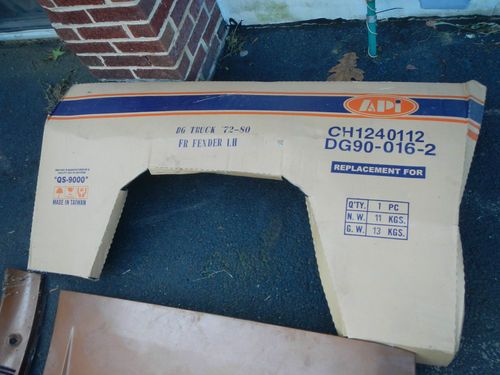 API
CH1240112
DG90-016-2
REPLACEMENT FOR
DG TRUCK '72-80
FR FENDER LH
"QS-9000"
MADE IN TAIWAN
Q'TY. 1 PC
N. W. 11 KGS.
G. W. 13 KGS.